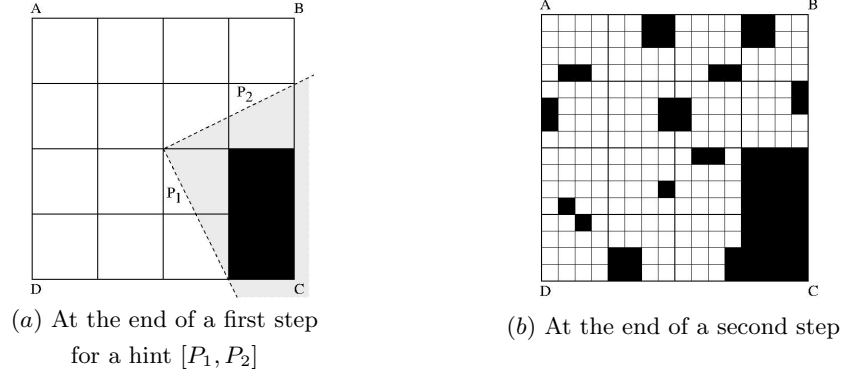 A
B
P2
P1
D
C
(a) At the end of a first step
for a hint [P1, P2]
A
B
D
C
(b) At the end of a second step